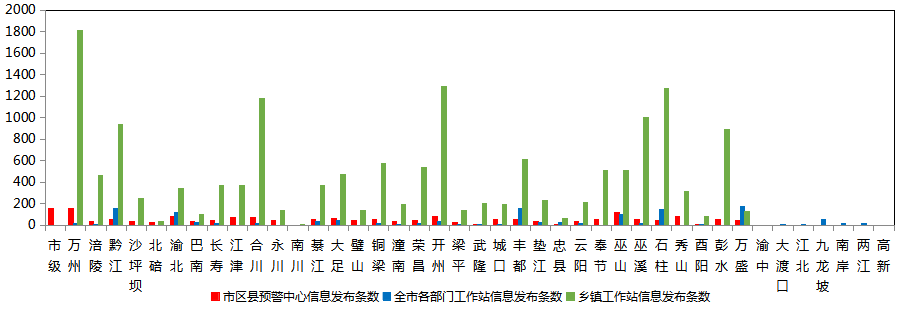 2000
1800
1600
1400
1200
1000
800
600
400
200
0
市级
万州
涪陵
黔江
沙坪坝
北碚
渝北
巴南
长寿
江津
合川
永川
南川
綦江
大足
璧山
铜梁
潼南
荣昌
开州
梁平
武隆
城口
丰都
垫江
忠县
云阳
奉节
巫山
巫溪
石柱
秀山
酉阳
彭水
万盛
渝中
大渡口
江北
九龙坡
南岸
两江
高新
市区县预警中心信息发布条数 全市各部门工作站信息发布条数 乡镇工作站信息发布条数